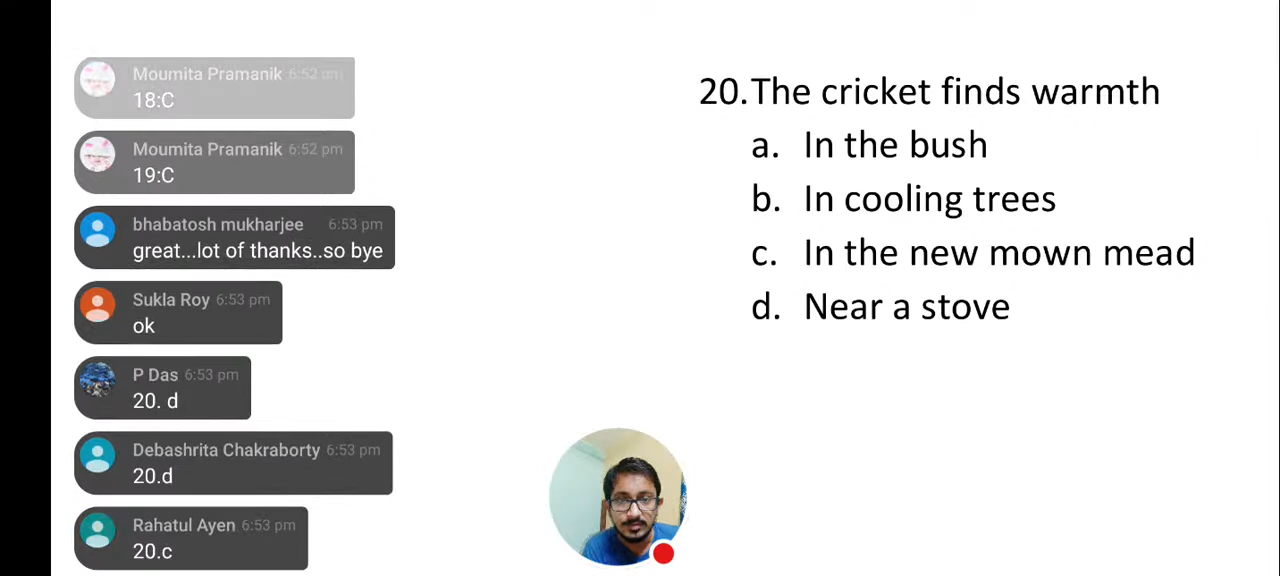 Moumita Pramanik 6:52 pm
18:C
Moumita Pramanik 6:52 pm
19:C
bhabatosh mukharjee 6:53 pm
great...lot of thanks..so bye
Sukla Roy 6:53 pm
ok
P Das 6:53 pm
20. d
Debashrita Chakraborty 6:53 pm
20.d
Rahatul Ayen 6:53 pm
20.c
20.The cricket finds warmth
a. In the bush
b. In cooling trees
c. In the new mown mead
d. Near a stove